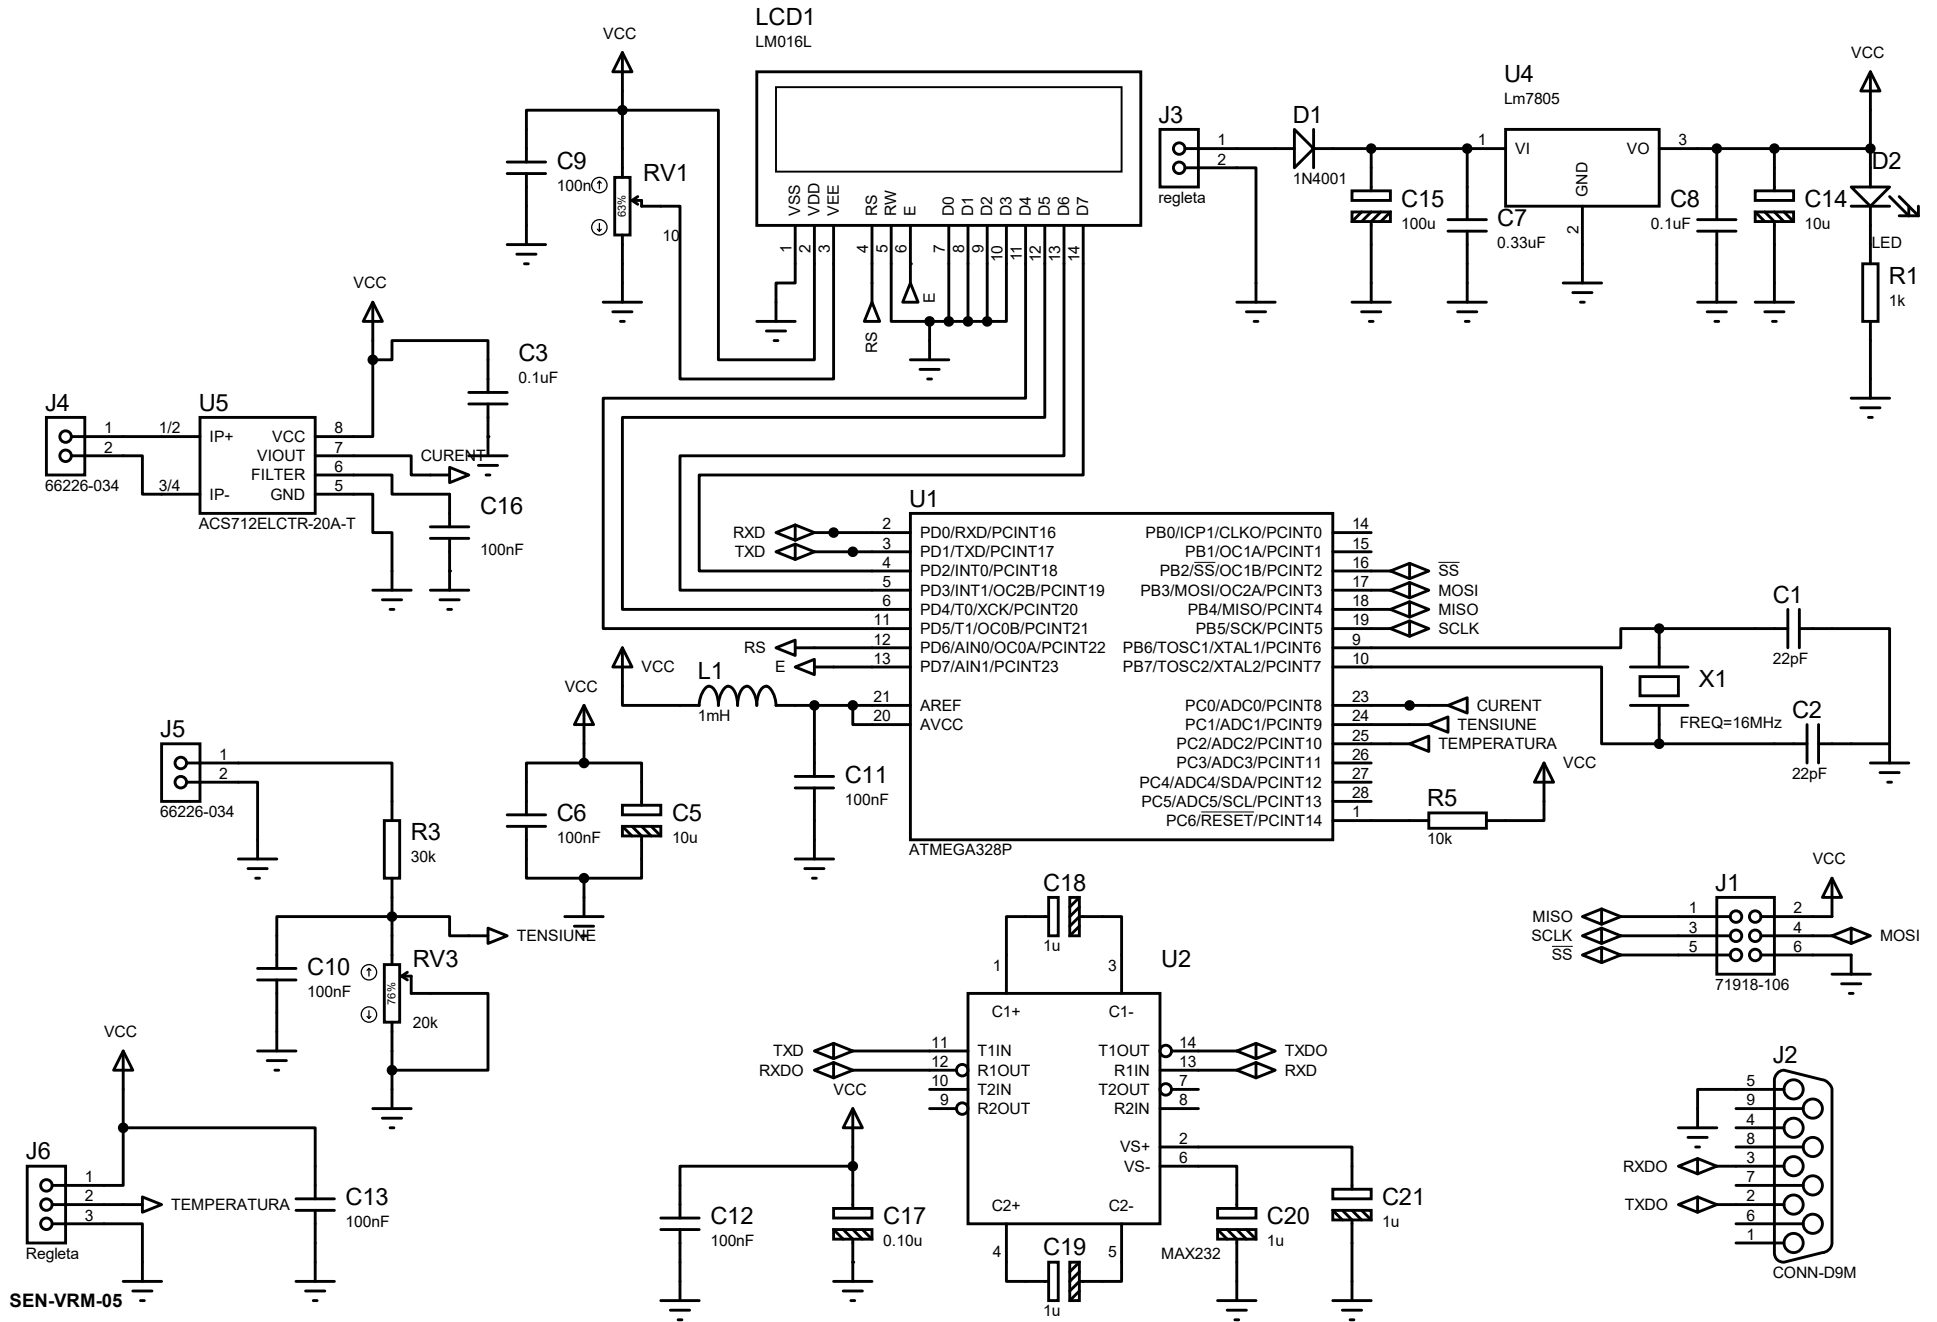 LCD1
LM016L
VSS
VDD
VEE
RS
RW
E
D0
D1
D2
D3
D4
D5
D6
D7
1
2
3
4
5
6
7
8
9
10
11
12
13
14
RS
E
VCC
C9
100n
RV1
63%
10
J3
regleta
1
2
D1
1N4001
C15
100u
C7
0.33uF
U4
Lm7805
1
VI
VO
3
GND
2
C8
0.1uF
C14
10u
VCC
D2
LED
R1
1k
VCC
C3
0.1uF
J4
1
2
66226-034
U5
1/2
IP+
3/4
IP-
VCC
8
VIOUT
7
FILTER
6
GND
5
ACS712ELCTR-20A-T
CURENT
C16
100nF
U1
RXD
2
PD0/RXD/PCINT16
TXD
3
PD1/TXD/PCINT17
4
PD2/INT0/PCINT18
5
PD3/INT1/OC2B/PCINT19
6
PD4/T0/XCK/PCINT20
11
PD5/T1/OC0B/PCINT21
RS
12
PD6/AIN0/OC0A/PCINT22
E
13
PD7/AIN1/PCINT23
21
AREF
20
AVCC
PB0/ICP1/CLKO/PCINT0
14
PB1/OC1A/PCINT1
15
PB2/SS/OC1B/PCINT2
16
SS
PB3/MOSI/OC2A/PCINT3
17
MOSI
PB4/MISO/PCINT4
18
MISO
PB5/SCK/PCINT5
19
SCLK
PB6/TOSC1/XTAL1/PCINT6
9
PB7/TOSC2/XTAL2/PCINT7
10
PC0/ADC0/PCINT8
23
CURENT
PC1/ADC1/PCINT9
24
TENSIUNE
PC2/ADC2/PCINT10
25
TEMPERATURA
PC3/ADC3/PCINT11
26
PC4/ADC4/SDA/PCINT12
27
PC5/ADC5/SCL/PCINT13
28
PC6/RESET/PCINT14
1
ATMEGA328P
VCC
L1
1mH
C11
100nF
R5
10k
VCC
C1
22pF
X1
FREQ=16MHz
C2
22pF
VCC
C6
100nF
C5
10u
J5
1
2
66226-034
R3
30k
TENSIUNE
C10
100nF
RV3
76%
20k
VCC
J6
1
2
3
Regleta
TEMPERATURA
C13
100nF
SEN-VRM-05
C18
1u
U2
1
3
C1+
C1-
TXD
11
T1IN
RXDO
12
R1OUT
10
T2IN
9
R2OUT
T1OUT
14
TXDO
R1IN
13
RXD
T2OUT
7
R2IN
8
VS+
2
VS-
6
C2+
C2-
4
5
C19
1u
MAX232
VCC
C12
100nF
C17
0.10u
C20
1u
C21
1u
VCC
J1
MISO
1
2
SCLK
3
4
MOSI
SS
5
6
71918-106
J2
5
9
4
8
RXDO
3
7
TXDO
2
6
1
CONN-D9M